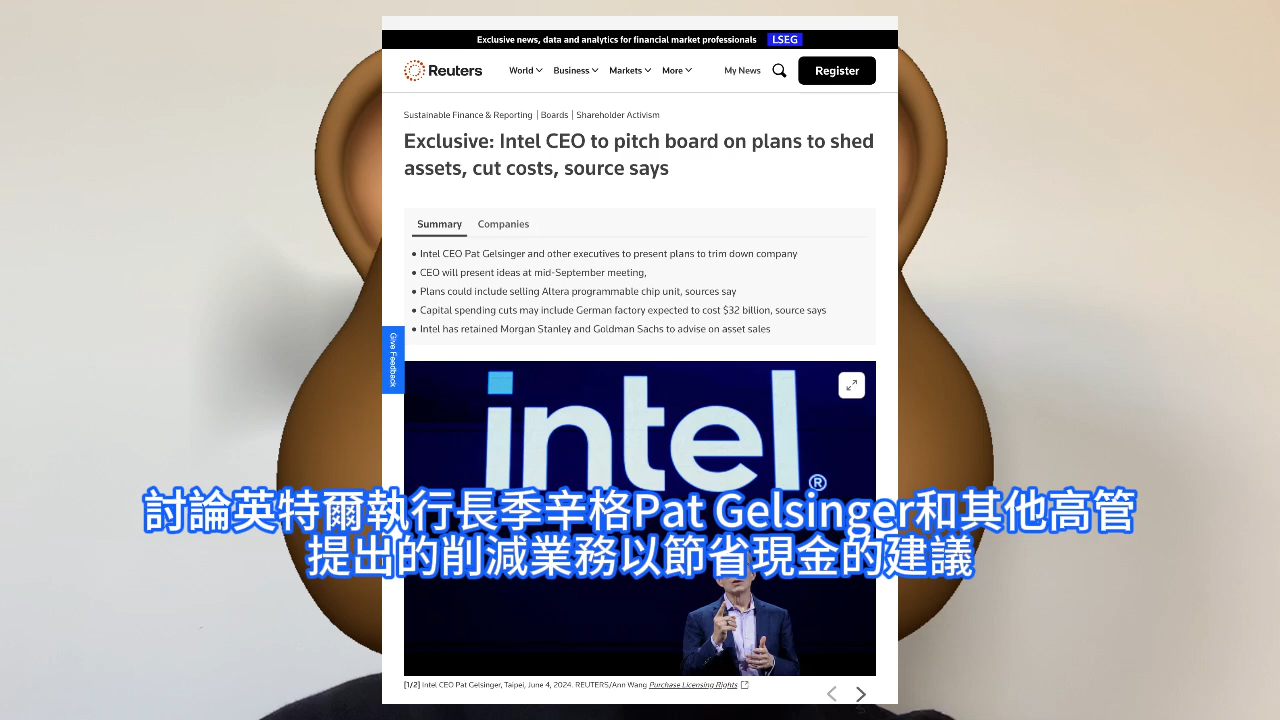 Exclusive news, data and analytics for financial market professionals LSEG
Reuters World Business Markets More My News Register
Sustainable Finance & Reporting | Boards | Shareholder Activism
Exclusive: Intel CEO to pitch board on plans to shed
assets, cut costs, source says
Summary Companies
• Intel CEO Pat Gelsinger and other executives to present plans to trim down company
• CEO will present ideas at mid-September meeting,
• Plans could include selling Altera programmable chip unit, sources say
• Capital spending cuts may include German factory expected to cost $32 billion, source says
• Intel has retained Morgan Stanley and Goldman Sachs to advise on asset sales
Give Feedback
intel®
討論英特爾執行長季辛格Pat Gelsinger和其他高管
提出的削減業務以節省現金的建議
[1/2] Intel CEO Pat Gelsinger, Taipei, June 4, 2024. REUTERS/Ann Wang Purchase Licensing Rights